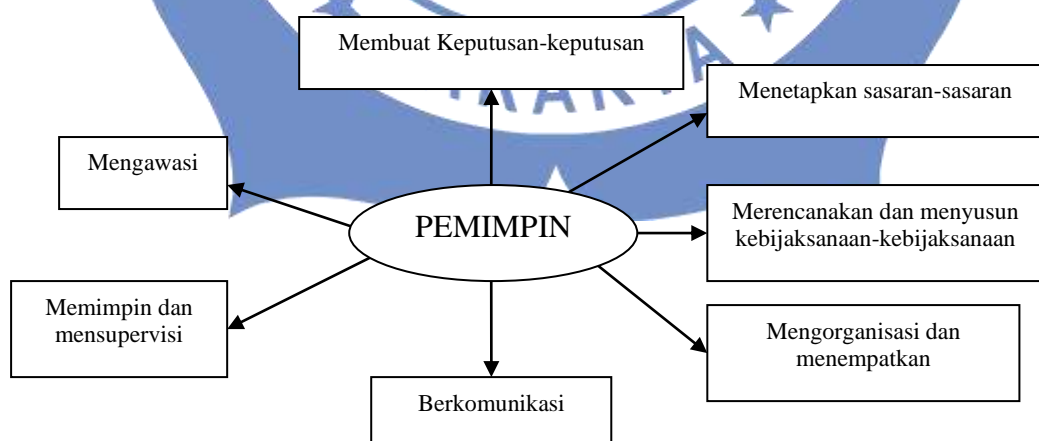 Membuat Keputusan-keputusan
Menetapkan sasaran-sasaran
Mengawasi
PEMIMPIN
Merencanakan dan menyusun
kebijaksanaan-kebijaksanaan
Memimpin dan
mensupervisi
Mengorganisasi dan
menempatkan
Berkomunikasi